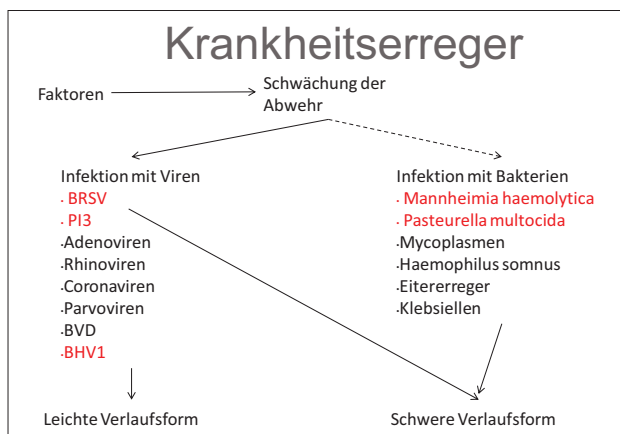 Krankheitserreger
Faktoren
Schwächung der
Abwehr
Infektion mit Viren
· BRSV
· PI3
·Adenoviren
·Rhinoviren
·Coronaviren
·Parvoviren
·BVD
·BHV1
Leichte Verlaufsform
Infektion mit Bakterien
· Mannheimia haemolytica
· Pasteurella multocida
·Mycoplasmen
·Haemophilus somnus
·Eitererreger
·Klebsiellen
Schwere Verlaufsform